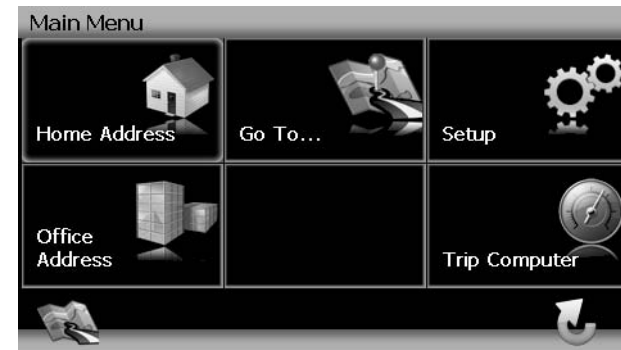 Main Menu
Home Address
Go To...
Setup
Office
Address
Trip Computer